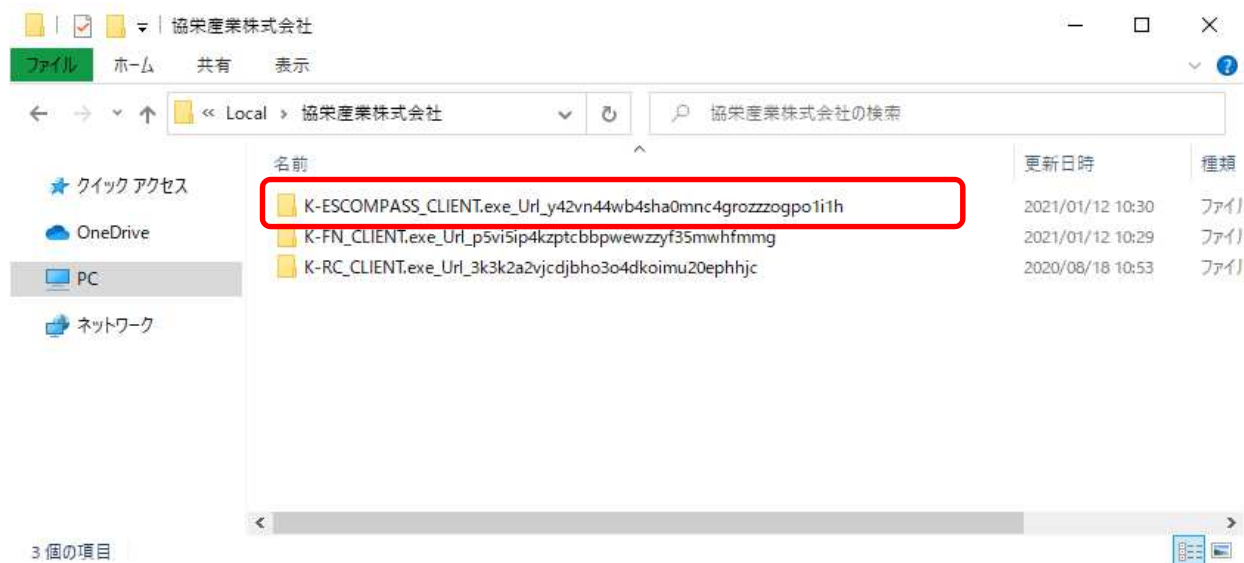 協栄産業株式会社
ファイル ホーム 共有 表示
« Local › 協栄産業株式会社 協栄産業株式会社の検索
名前 更新日時 種類
クイック アクセス
K-ESCOMPASS_CLIENT.exe_Url_y42vn44wb4sha0mnc4grozzzogpo1i1h 2021/01/12 10:30 ファイ
OneDrive
K-FN_CLIENT.exe_Url_p5vi5ip4kzptcbbpwewzzyf35mwhfmmg 2021/01/12 10:29 ファイ
K-RC_CLIENT.exe_Url_3k3k2a2vjcdjbho3o4dkoimu20ephhjc 2020/08/18 10:53 ファイ
PC
ネットワーク
3 個の項目